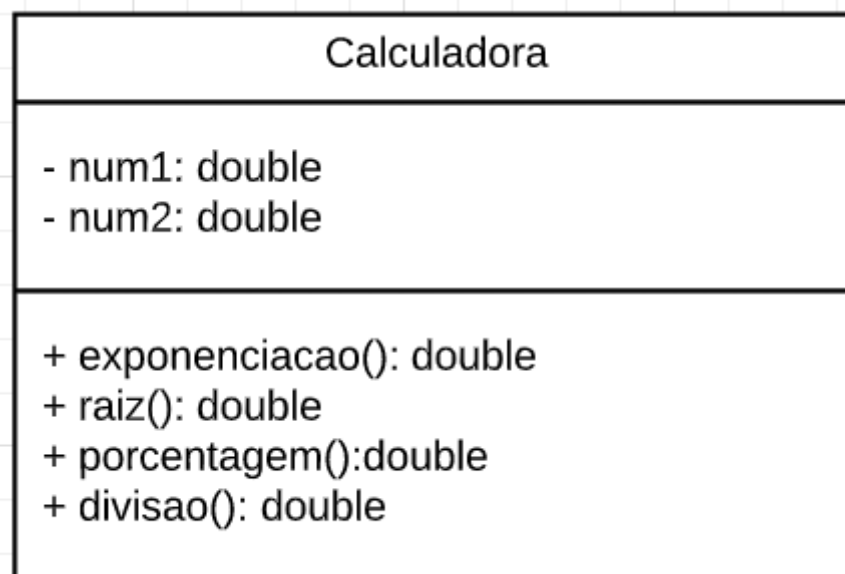 Calculadora
- num1: double
- num2: double
+ exponenciacao(): double
+ raiz(): double
+ porcentagem():double
+ divisao(): double